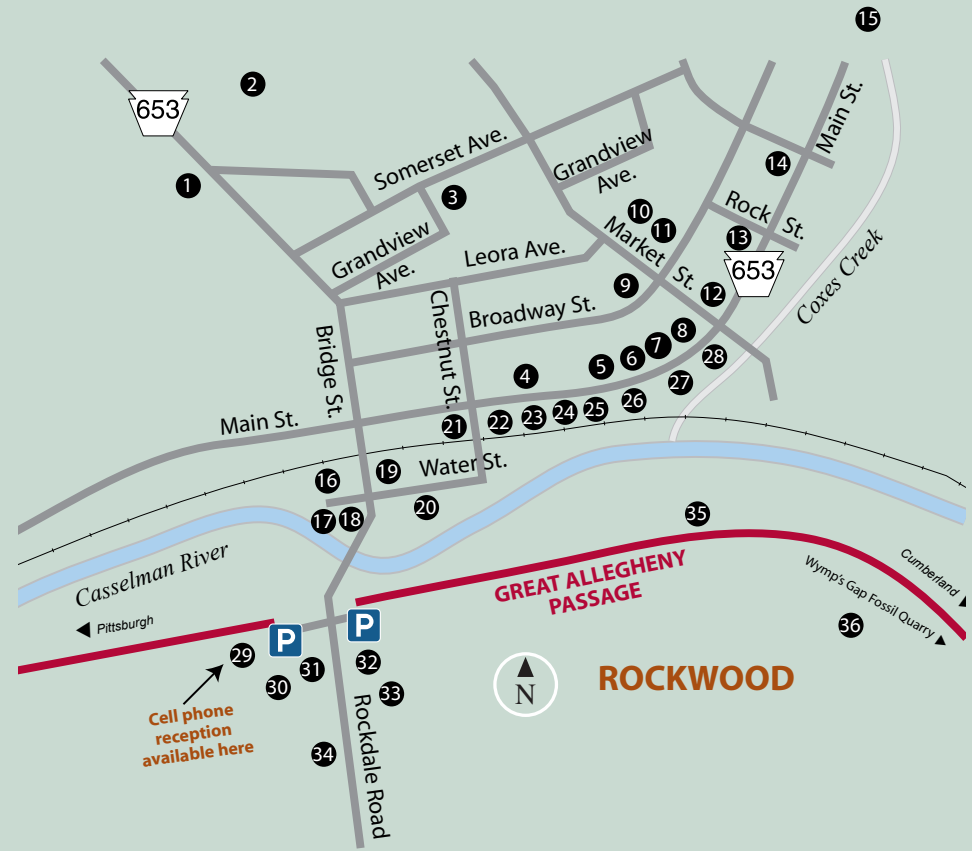 15
2
653
Main St.
Somerset Ave.
Grandview
Ave.
14
1
3
10
11
Rock St.
13
Grandview
Ave.
Leora Ave.
Market St.
653
Coxes Creek
9
12
Chestnut St.
Broadway St.
Bridge St.
8
7
6
5
4
28
27
26
25
24
23
22
21
Main St.
16
19
Water St.
20
17
18
35
Casselman River
GREAT ALLEGHENY
PASSAGE
Wymp's Gap Fossil Quarry
Cumberland
Pittsburgh
P
P
36
29
31
30
32
33
34
Cell phone
reception
available here
N
ROCKWOOD
Rockdale Road